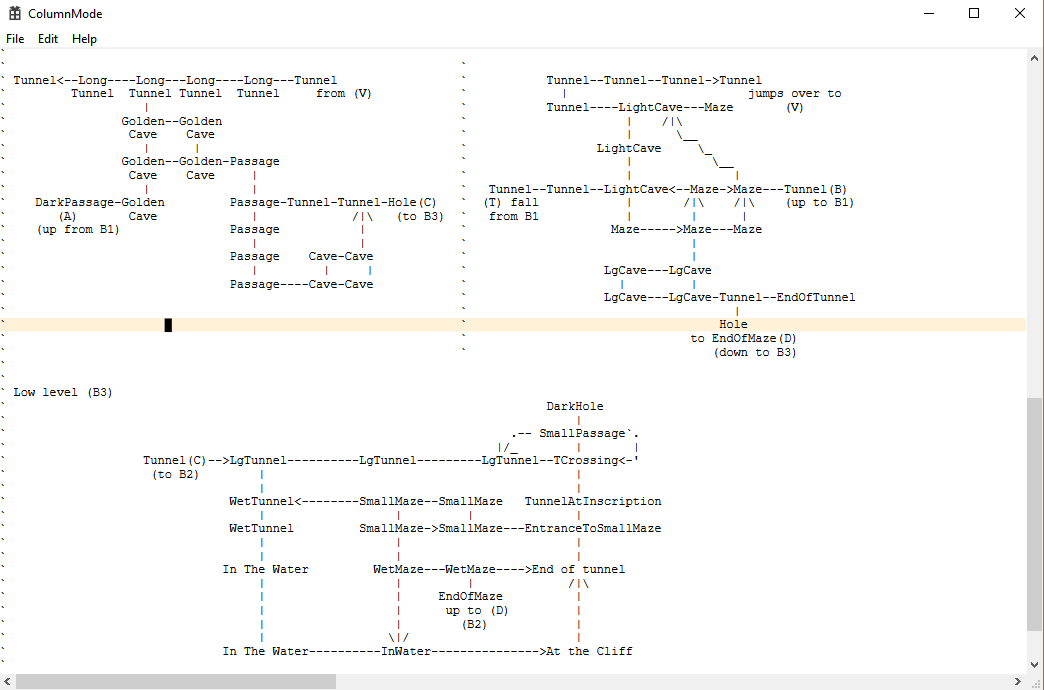 ColumnMode
File Edit Help
` `
` Tunnel<--Long----Long---Long----Long---Tunnel ` Tunnel--Tunnel--Tunnel->Tunnel
` Tunnel Tunnel Tunnel Tunnel from (V) ` | jumps over to
` | ` Tunnel----LightCave---Maze (V)
` Golden--Golden ` | /|\
` Cave Cave ` | \__
` | | ` LightCave \_
` Golden--Golden-Passage ` | \__
` Cave Cave | ` | |
` | | ` Tunnel--Tunnel--LightCave<--Maze->Maze---Tunnel(B)
` DarkPassage-Golden Passage-Tunnel-Tunnel-Hole(C) ` (T) fall | /|\ /|\ (up to B1)
` (A) Cave | /|\ (to B3) ` from B1 | | |
` (up from B1) Passage | ` Maze----->Maze---Maze
` | | ` |
` Passage Cave-Cave ` |
` | | | ` LgCave---LgCave
` Passage----Cave-Cave ` | |
` ` LgCave---LgCave-Tunnel--EndOfTunnel
` ` |
` ` Hole
` ` to EndOfMaze(D)
` ` (down to B3)
`
`
` Low level (B3)
` DarkHole
` |
` .-- SmallPassage`.
` |/_ | |
` Tunnel(C)-->LgTunnel----------LgTunnel---------LgTunnel--TCrossing<-'
` (to B2) | |
` | |
` WetTunnel<--------SmallMaze--SmallMaze TunnelAtInscription
` | | | |
` WetTunnel SmallMaze->SmallMaze---EntranceToSmallMaze
` | | |
` | | |
` In The Water WetMaze---WetMaze---->End of tunnel
` | | | /|\
` | | EndOfMaze |
` | | up to (D) |
` | | (B2) |
` | \|/ |
` In The Water----------InWater--------------->At the Cliff
`